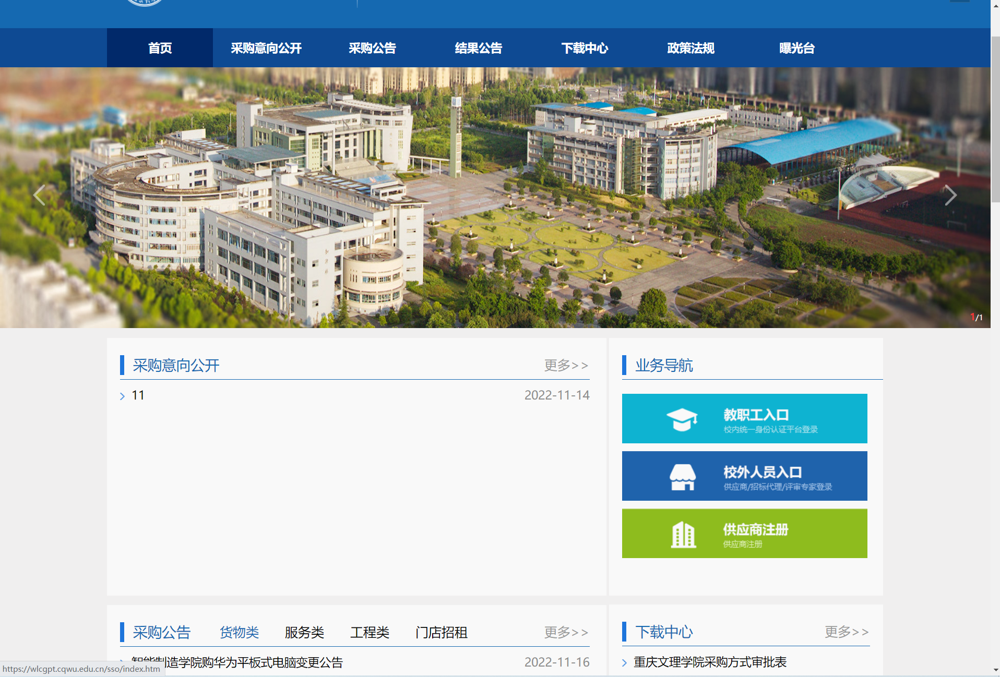 首页 采购意向公开 采购公告 结果公告 下载中心 政策法规 曝光台
1/1
采购意向公开 更多>>
11 2022-11-14
业务导航
教职工入口
校内统一身份认证平台登录
校外人员入口
供应商/招标代理/评审专家登录
供应商注册
供应商注册
采购公告 货物类 服务类 工程类 门店招租 更多>>
智能制造学院购华为平板式电脑变更公告 2022-11-16
下载中心 更多>>
重庆文理学院采购方式审批表
https://wlcgpt.cqwu.edu.cn/sso/index.htm